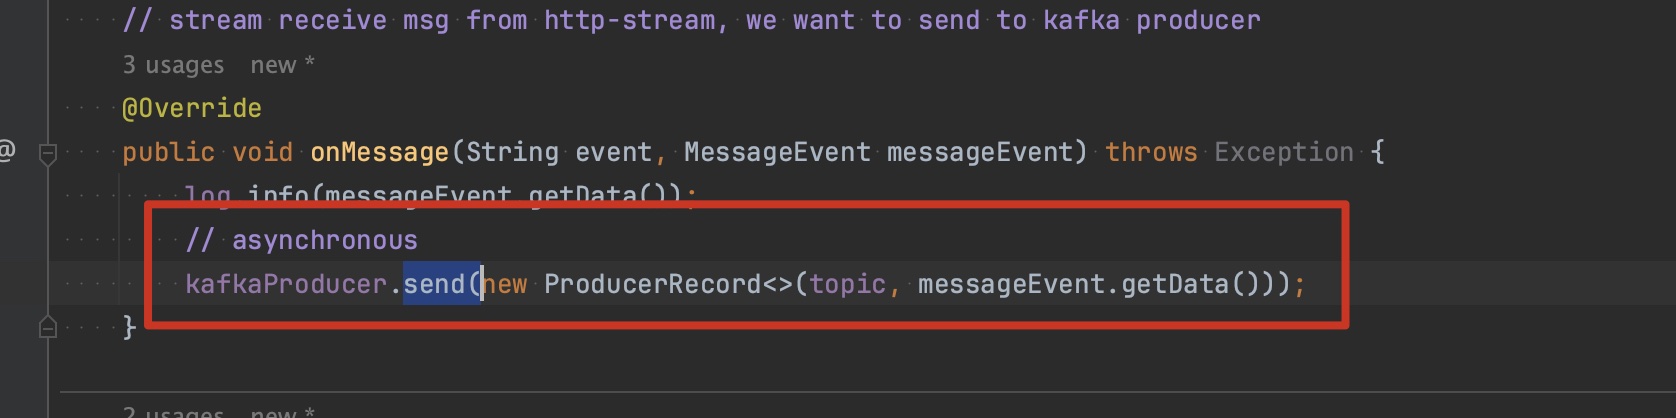 // stream receive msg from http-stream, we want to send to kafka producer
3 usages new *
@Override
@ public void onMessage(String event, MessageEvent messageEvent) throws Exception {
log.info(messageEvent.getData());
// asynchronous
kafkaProducer.send(new ProducerRecord<>(topic, messageEvent.getData()));
}
2 usages new *